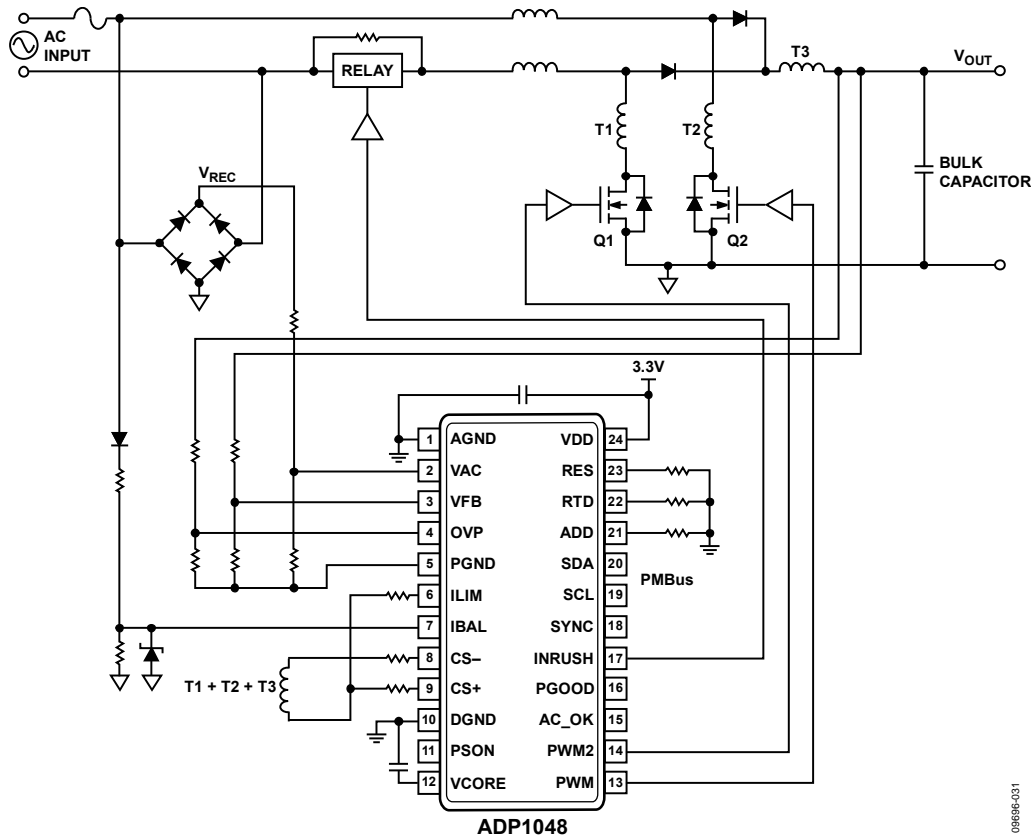 AC
INPUT
RELAY
T3
VOUT
T1
T2
BULK
CAPACITOR
VREC
Q1
Q2
3.3V
1 AGND
VDD 24
2 VAC
RES 23
3 VFB
RTD 22
4 OVP
ADD 21
5 PGND
SDA 20
PMBus
6 ILIM
SCL 19
7 IBAL
SYNC 18
8 CS–
INRUSH 17
T1 + T2 + T3
9 CS+
PGOOD 16
10 DGND
AC_OK 15
11 PSON
PWM2 14
12 VCORE
PWM 13
ADP1048
09696-031